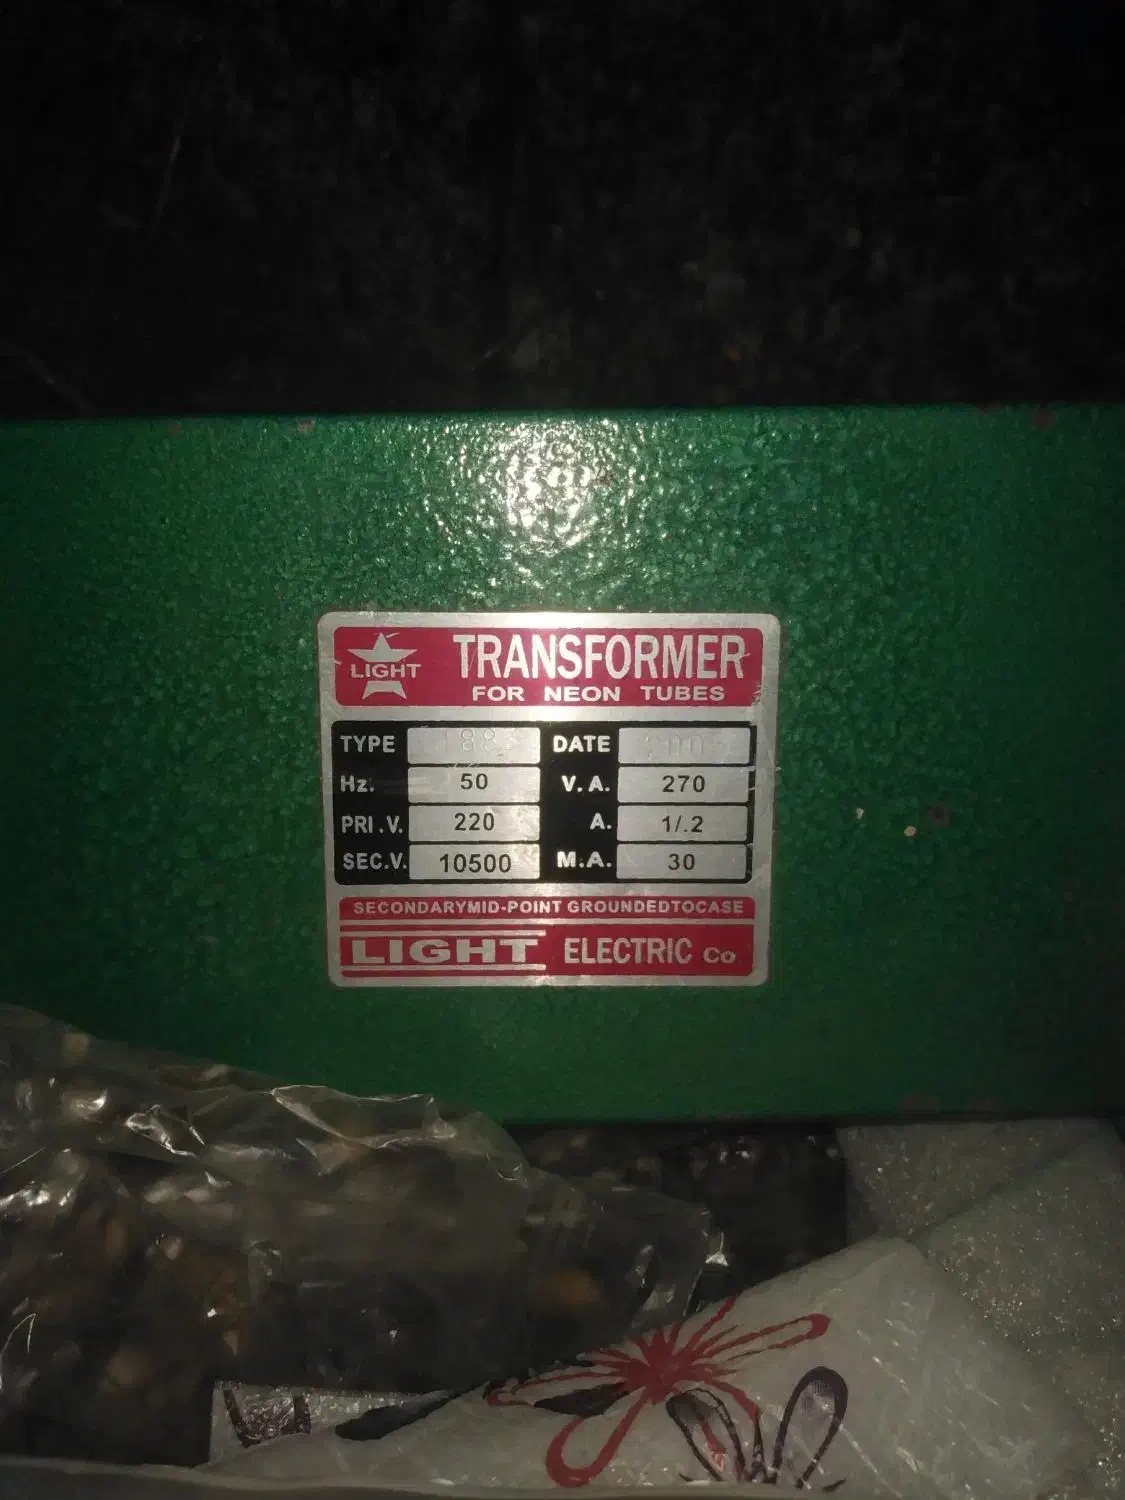 LIGHT
TRANSFORMER
FOR NEON TUBES
TYPE DATE
Hz. 50 V.A. 270
PRI.V. 220 A. 1/.2
SEC.V. 10500 M.A. 30
SECONDARYMID-POINT GROUNDEDTOCASE
LIGHT ELECTRIC Co